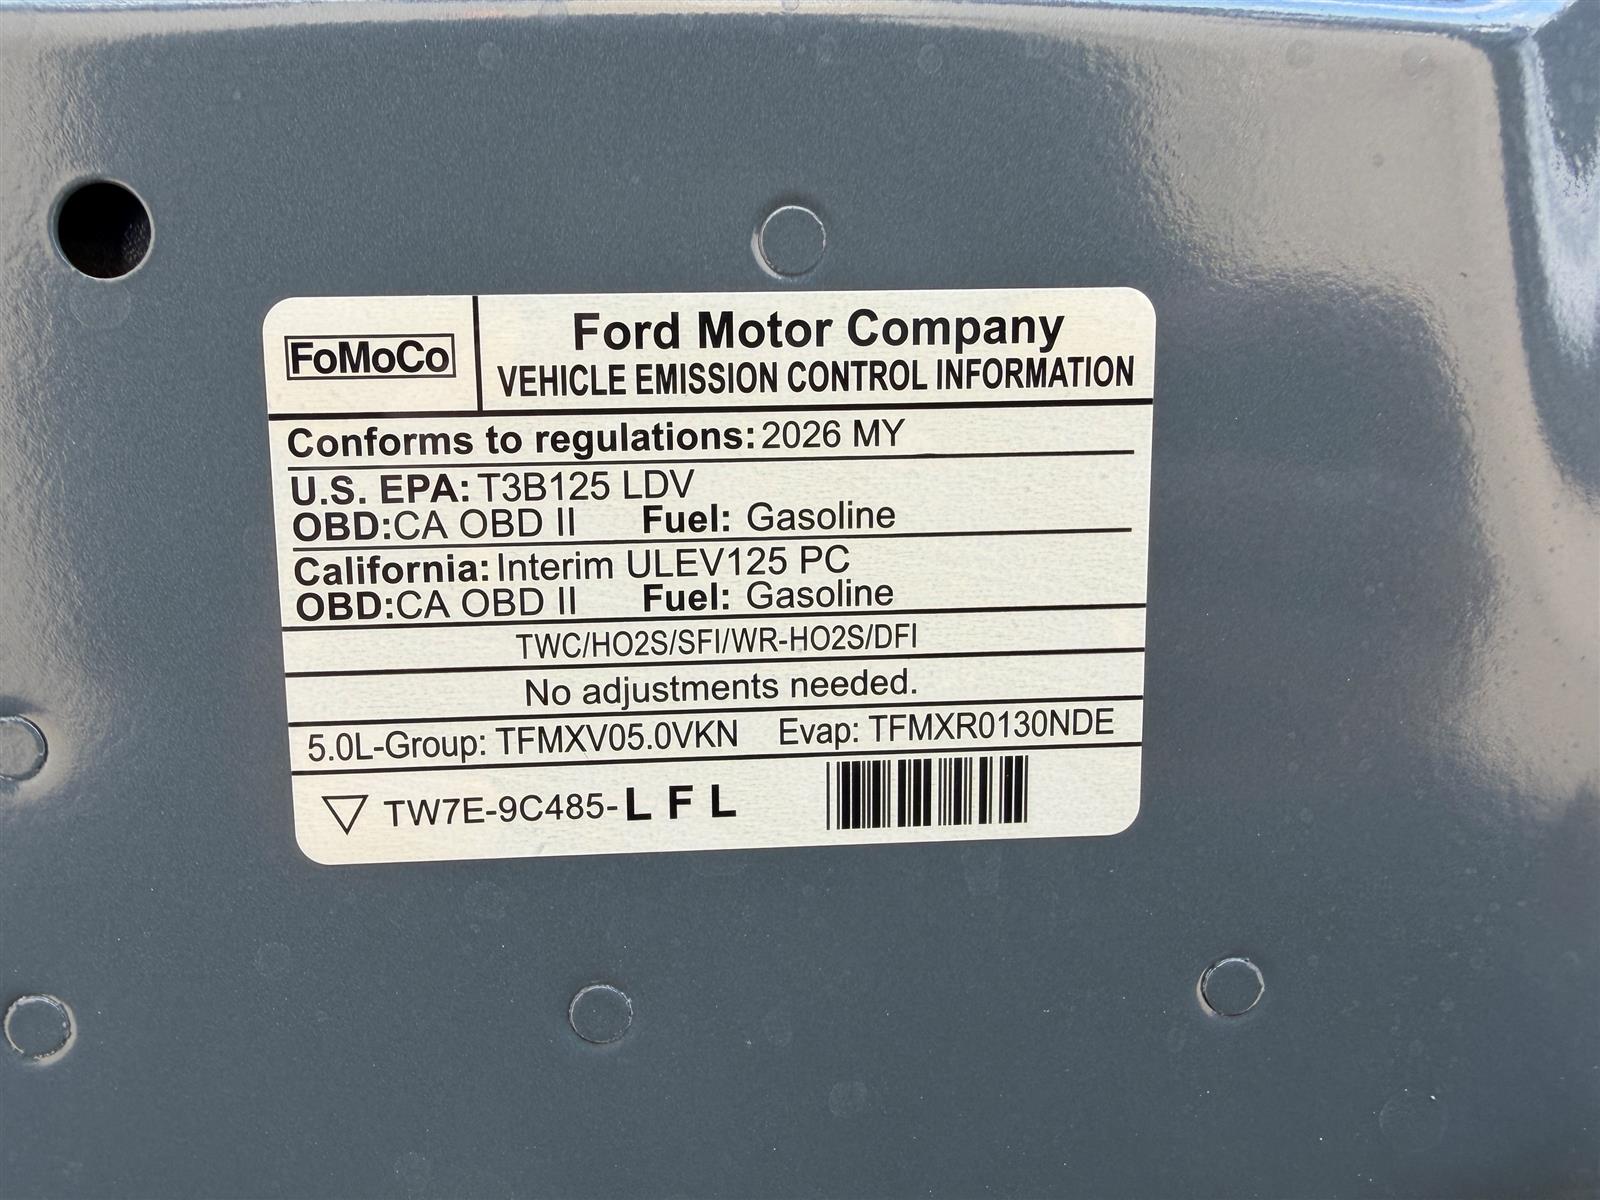 FoMoCo
Ford Motor Company
VEHICLE EMISSION CONTROL INFORMATION
Conforms to regulations: 2026 MY
U.S. EPA: T3B125 LDV
OBD: CA OBD II Fuel: Gasoline
California: Interim ULEV125 PC
OBD: CA OBD II Fuel: Gasoline
TWC/HO2S/SFI/WR-HO2S/DFI
No adjustments needed.
5.0L-Group: TFMXV05.0VKN Evap: TFMXR0130NDE
TW7E-9C485-L F L